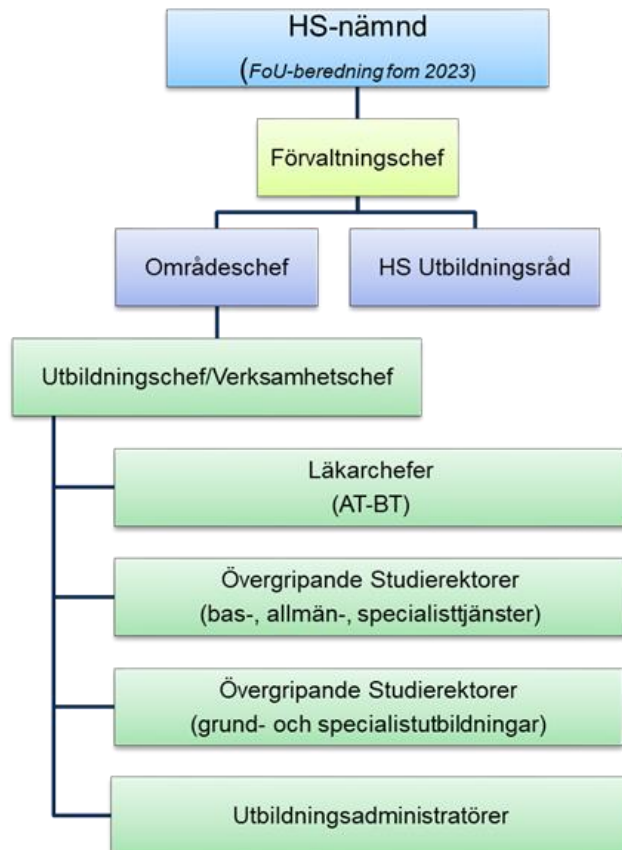 HS-nämnd
(FoU-beredning fom 2023)
Förvaltningschef
Områdeschef
HS Utbildningsråd
Utbildningschef/Verksamhetschef
Läkarchefer
(AT-BT)
Övergripande Studierektorer
(bas-, allmän-, specialisttjänster)
Övergripande Studierektorer
(grund- och specialistutbildningar)
Utbildningsadministratörer